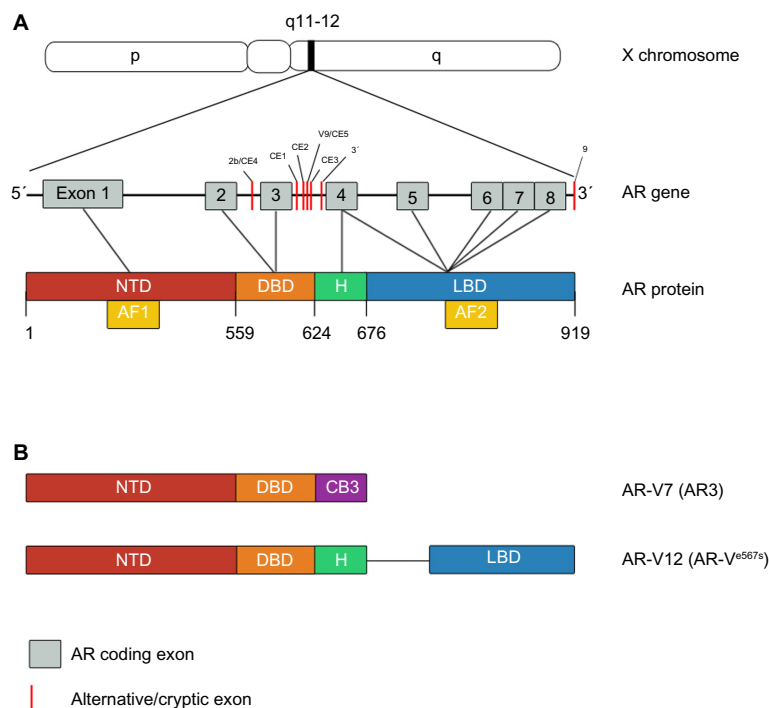 A
q11-12
p
q
X chromosome
V9/CE5
CE2
9
CE1
3´
2b/CE4
CE3
5´
Exon 1
2
3
4
5
6
7
8
3´
AR gene
NTD
DBD
H
LBD
AR protein
AF1
AF2
1
559
624
676
919
B
NTD
DBD
CB3
AR-V7 (AR3)
NTD
DBD
H
LBD
AR-V12 (AR-Ve567s)
AR coding exon
Alternative/cryptic exon